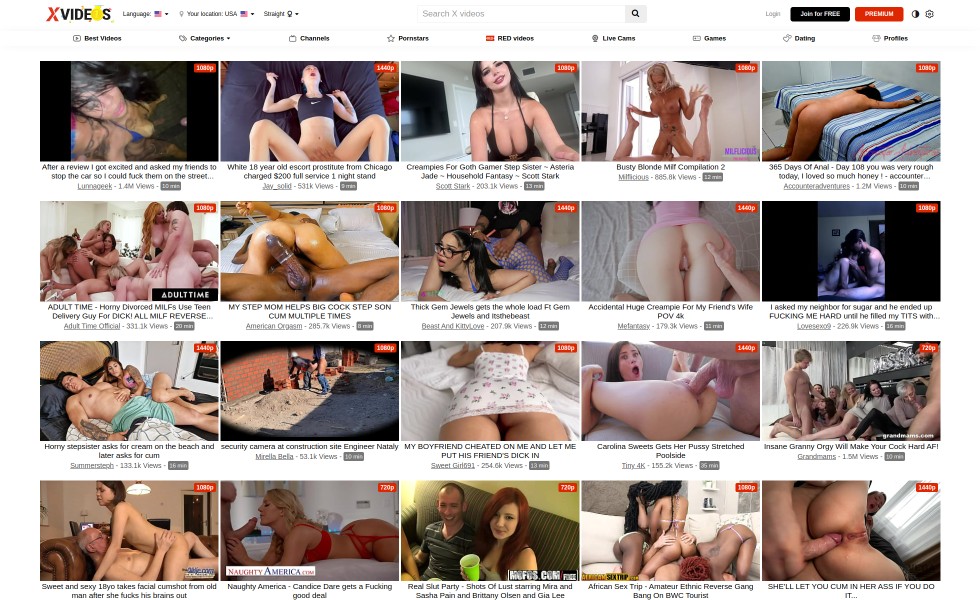 XVIDEOS
Language:
Your location: USA
Straight
Search X videos
Login
Join for FREE
PREMIUM
Best Videos
Categories
Channels
Pornstars
RED videos
Live Cams
Games
Dating
Profiles
1080p
1440p
1080p
1080p
MILFLICIOUS
1080p
After a review I got excited and asked my friends to
stop the car so I could fuck them on the street...
Lunnageek - 1.4M Views - 10 min
White 18 year old escort prostitute from Chicago
charged $200 full service 1 night stand
Jay_solid - 531k Views - 9 min
Creampies For Goth Gamer Step Sister ~ Asteria
Jade ~ Household Fantasy ~ Scott Stark
Scott Stark - 203.1k Views - 13 min
Busty Blonde Milf Compilation 2
Milflicious - 885.8k Views - 12 min
365 Days Of Anal - Day 108 you was very rough
today, I loved so much honey ! - accounter...
Accounteradventures - 1.2M Views - 10 min
1080p
ADULT TIME
1080p
1440p
1440p
1080p
ADULT TIME - Horny Divorced MILFs Use Teen
Delivery Guy For DICK! ALL MILF REVERSE...
Adult Time Official - 331.1k Views - 20 min
MY STEP MOM HELPS BIG COCK STEP SON
CUM MULTIPLE TIMES
American Orgasm - 285.7k Views - 8 min
Thick Gem Jewels gets the whole load Ft Gem
Jewels and Itsthebeast
Beast And KittyLove - 207.9k Views - 12 min
Accidental Huge Creampie For My Friend's Wife
POV 4k
Mefantasy - 179.3k Views - 11 min
I asked my neighbor for sugar and he ended up
FUCKING ME HARD until he filled my TITS with...
Lovesexo9 - 226.9k Views - 16 min
1440p
1080p
1080p
1440p
720p
grandmams.com
Horny stepsister asks for cream on the beach and
later asks for cum
Summersteph - 133.1k Views - 16 min
security camera at construction site Engineer Nataly
Mirella Bella - 53.1k Views - 10 min
MY BOYFRIEND CHEATED ON ME AND LET ME
PUT HIS FRIEND'S DICK IN
Sweet Girl691 - 254.6k Views - 13 min
Carolina Sweets Gets Her Pussy Stretched
Poolside
Tiny 4K - 155.2k Views - 35 min
Insane Granny Orgy Will Make Your Cock Hard AF!
Grandmams - 1.5M Views - 10 min
1080p
720p
NAUGHTY AMERICA.COM
720p
MOFOS.COM
1080p
1440p
Sweet and sexy 18yo takes facial cumshot from old
man after she fucks his brains out
Naughty America - Candice Dare gets a Fucking
good deal
Real Slut Party - Shots Of Lust starring Mira and
Sasha Pain and Brittany Olsen and Gia Lee
African Sex Trip - Amateur Ethnic Reverse Gang
Bang On BWC Tourist
SHE'LL LET YOU CUM IN HER ASS IF YOU DO
IT...